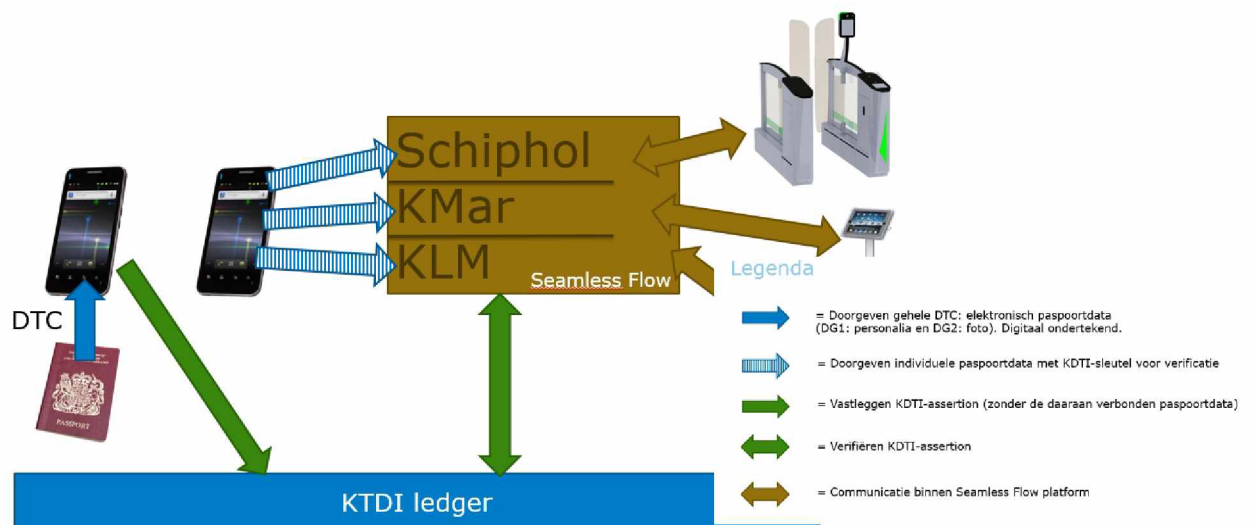 Schiphol
KMar
KLM
Seamless Flow
DTC
PASSPORT
KTDI ledger
Legenda
= Doorgeven gehele DTC: elektronisch paspoortdata
(DG1: personalia en DG2: foto). Digitaal ondertekend.
= Doorgeven individuele paspoortdata met KDTI-sleutel voor verificatie
= Vastleggen KDTI-assertion (zonder de daaraan verbonden paspoortdata)
= Verifiëren KDTI-assertion
= Communicatie binnen Seamless Flow platform